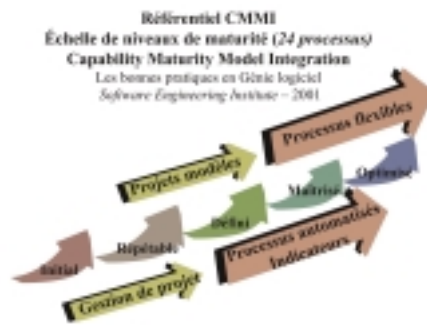 Référentiel CMMI
Échelle de niveaux de maturité (24 processus)
Capability Maturity Model Integration
Les bonnes pratiques en Génie logiciel
Software Engineering Institute – 2001
Processus flexibles
Projets modèles
Optimisé
Maîtrisé
Défini
Répétable
Initial
Processus automatisés
Indicateurs
Gestion de projet